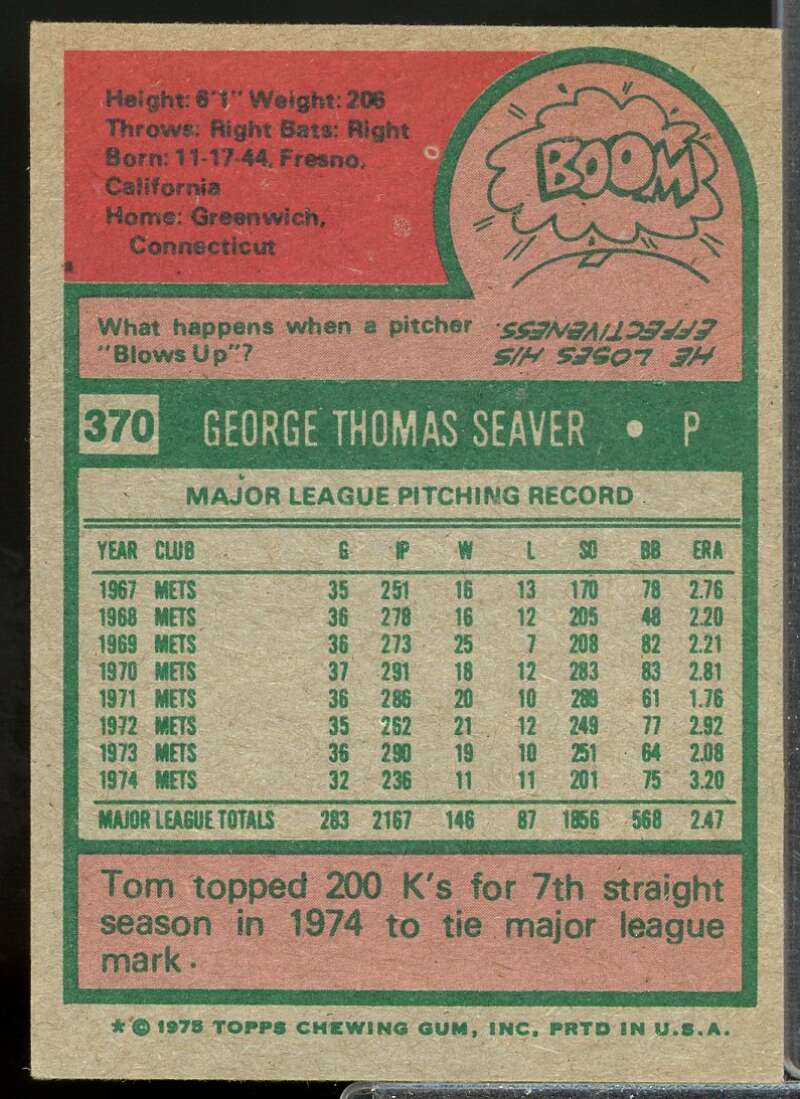 Height: 6'1" Weight: 206
Throws: Right Bats: Right
Born: 11-17-44, Fresno,
California
Home: Greenwich,
Connecticut
BOOM
What happens when a pitcher
"Blows Up"?
HE LOSES HIS
EFFECTIVENESS.
370 GEORGE THOMAS SEAVER • P
MAJOR LEAGUE PITCHING RECORD
YEAR CLUB G IP W L SO BB ERA
1967 METS 35 251 16 13 170 78 2.76
1968 METS 36 278 16 12 205 48 2.20
1969 METS 36 273 25 7 208 82 2.21
1970 METS 37 291 18 12 283 83 2.81
1971 METS 36 286 20 10 289 61 1.76
1972 METS 35 262 21 12 249 77 2.92
1973 METS 36 290 19 10 251 64 2.08
1974 METS 32 236 11 11 201 75 3.20
MAJOR LEAGUE TOTALS 283 2167 146 87 1856 568 2.47
Tom topped 200 K's for 7th straight
season in 1974 to tie major league
mark.
* © 1975 TOPPS CHEWING GUM, INC. PRTD IN U.S.A.